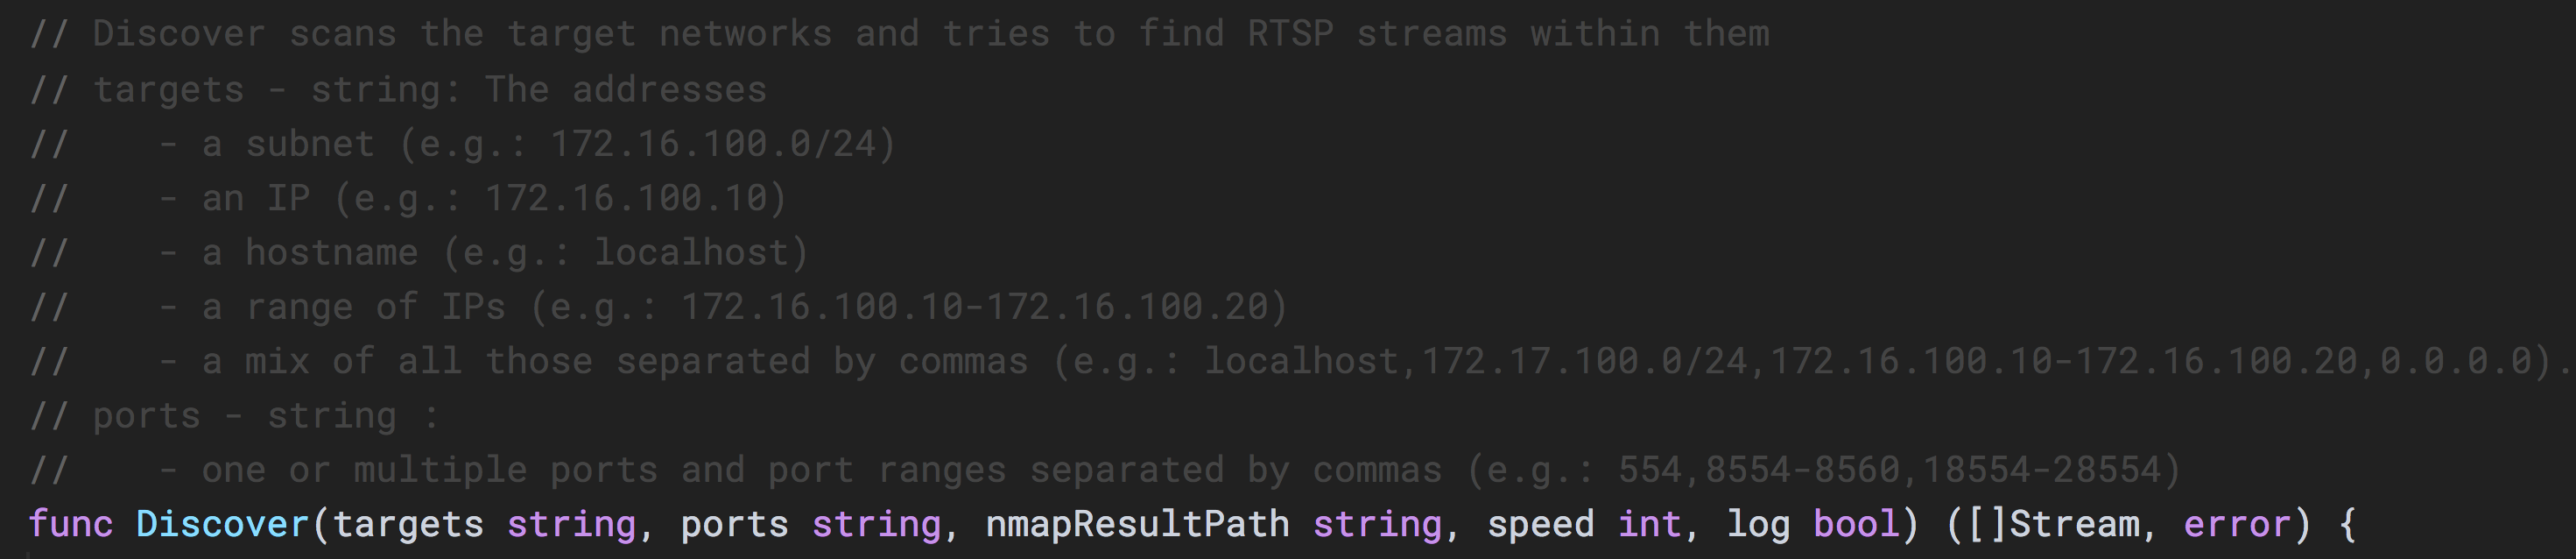 // Discover scans the target networks and tries to find RTSP streams within them
// targets - string: The addresses
//    - a subnet (e.g.: 172.16.100.0/24)
//    - an IP (e.g.: 172.16.100.10)
//    - a hostname (e.g.: localhost)
//    - a range of IPs (e.g.: 172.16.100.10-172.16.100.20)
//    - a mix of all those separated by commas (e.g.: localhost,172.17.100.0/24,172.16.100.10-172.16.100.20,0.0.0.0).
// ports - string :
//    - one or multiple ports and port ranges separated by commas (e.g.: 554,8554-8560,18554-28554)
func Discover(targets string, ports string, nmapResultPath string, speed int, log bool) ([]Stream, error) {